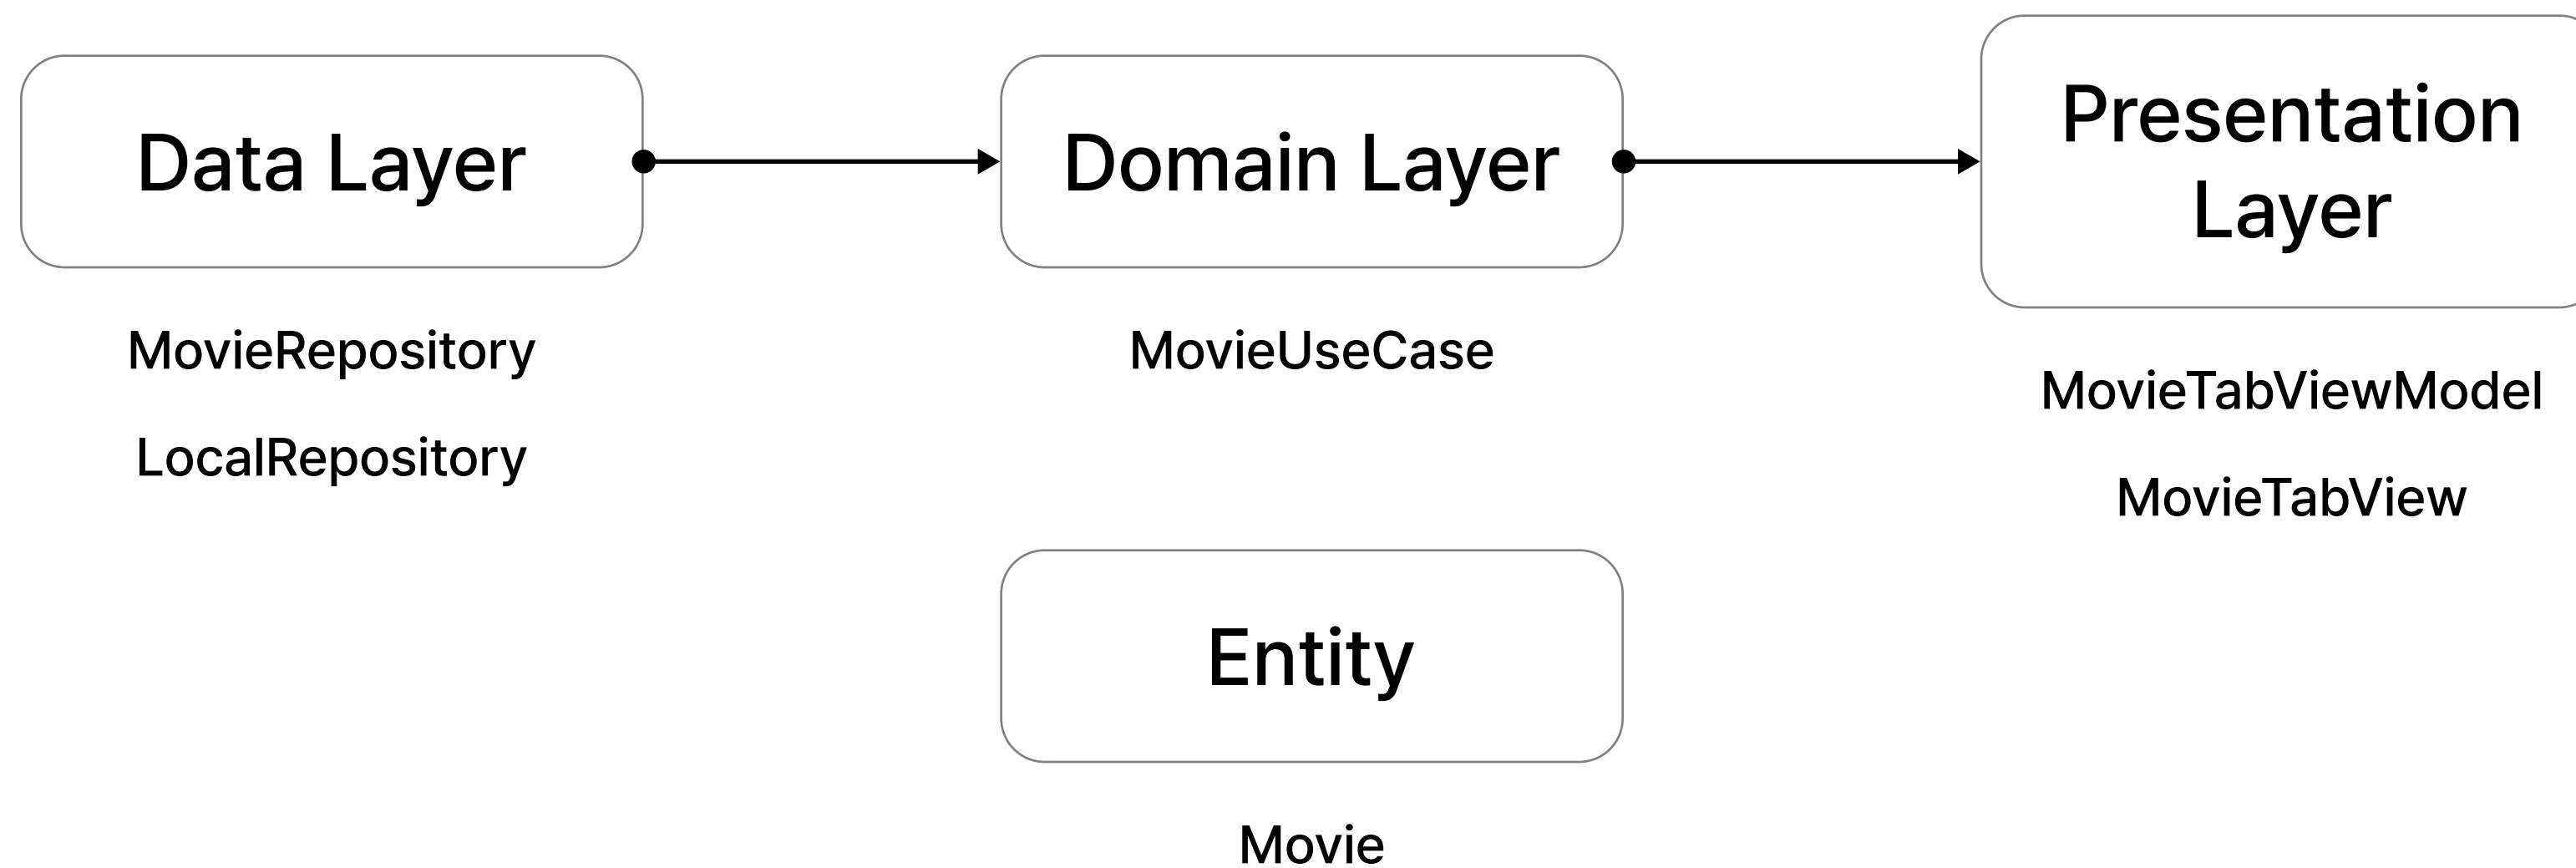 Data Layer
MovieRepository
LocalRepository
Domain Layer
MovieUseCase
Presentation
Layer
MovieTabViewModel
MovieTabView
Entity
Movie